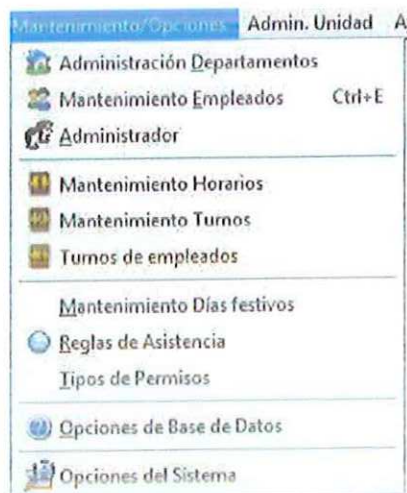 Mantenimiento/Opciones Admin. Unidad A
Administración Departamentos
Mantenimiento Empleados Ctrl+E
Administrador
Mantenimiento Horarios
Mantenimiento Turnos
Turnos de empleados
Mantenimiento Días festivos
Reglas de Asistencia
Tipos de Permisos
Opciones de Base de Datos
Opciones del Sistema